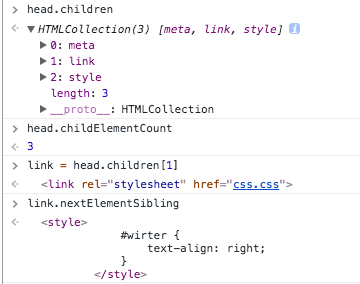 head.children
HTMLCollection(3) [meta, link, style] i
0: meta
1: link
2: style
length: 3
__proto__: HTMLCollection
head.childElementCount
3
link = head.children[1]
<link rel="stylesheet" href="css.css">
link.nextElementSibling
<style>
#wirter {
text-align: right;
}
</style>